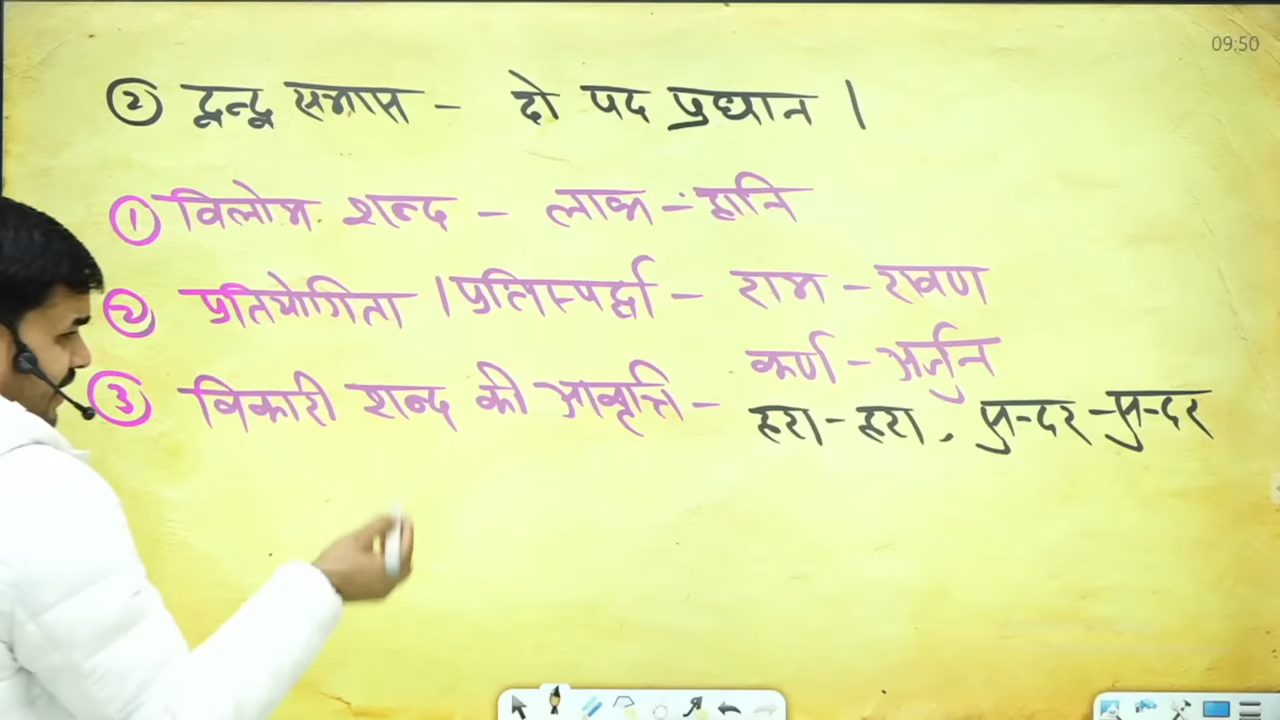 09:50
② द्वन्द्व समास - दो पद प्रधान ।
① विलोम शब्द - लाभ - हानि
② प्रतियोगिता । प्रतिस्पर्द्धा - राम - रावण
कर्ण - अर्जुन
③ विकारी शब्द की आवृत्ति - हरा - हरा, सुन्दर - सुन्दर